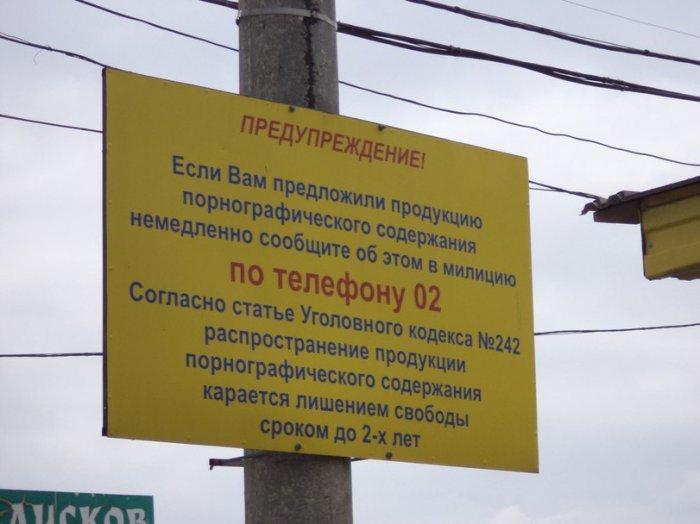 ПРЕДУПРЕЖДЕНИЕ!
Если Вам предложили продукцию
порнографического содержания
немедленно сообщите об этом в милицию
по телефону 02
Согласно статье Уголовного кодекса №242
распространение продукции
порнографического содержания
карается лишением свободы
сроком до 2-х лет
ДИСКОВ